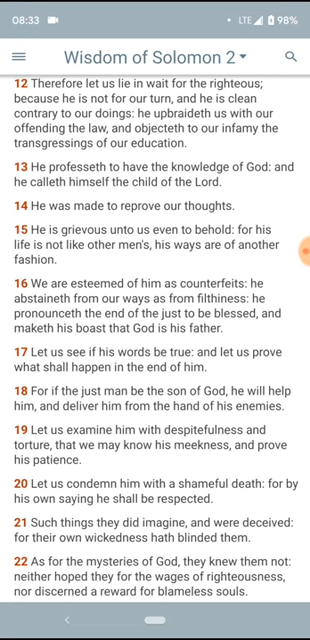 08:33 LTE 98%
Wisdom of Solomon 2
12 Therefore let us lie in wait for the righteous;
because he is not for our turn, and he is clean
contrary to our doings: he upbraideth us with our
offending the law, and objecteth to our infamy the
transgressings of our education.
13 He professeth to have the knowledge of God: and
he calleth himself the child of the Lord.
14 He was made to reprove our thoughts.
15 He is grievous unto us even to behold: for his
life is not like other men's, his ways are of another
fashion.
16 We are esteemed of him as counterfeits: he
abstaineth from our ways as from filthiness: he
pronounceth the end of the just to be blessed, and
maketh his boast that God is his father.
17 Let us see if his words be true: and let us prove
what shall happen in the end of him.
18 For if the just man be the son of God, he will help
him, and deliver him from the hand of his enemies.
19 Let us examine him with despitefulness and
torture, that we may know his meekness, and prove
his patience.
20 Let us condemn him with a shameful death: for by
his own saying he shall be respected.
21 Such things they did imagine, and were deceived:
for their own wickedness hath blinded them.
22 As for the mysteries of God, they knew them not:
neither hoped they for the wages of righteousness,
nor discerned a reward for blameless souls.